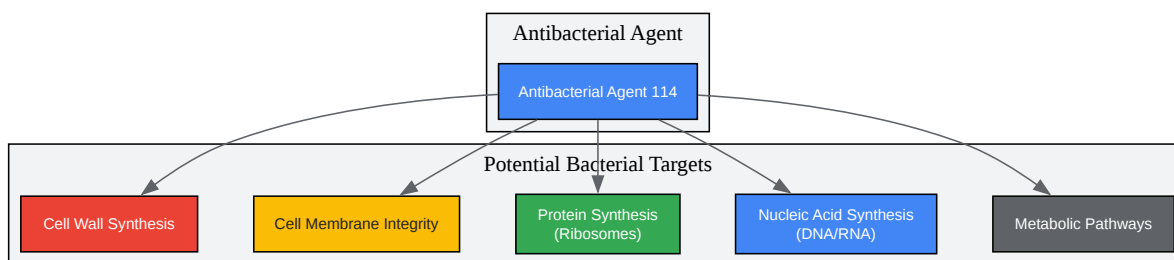 Antibacterial Agent
Antibacterial Agent 114
Potential Bacterial Targets
Cell Wall Synthesis
Cell Membrane Integrity
Protein Synthesis
(Ribosomes)
Nucleic Acid Synthesis
(DNA/RNA)
Metabolic Pathways